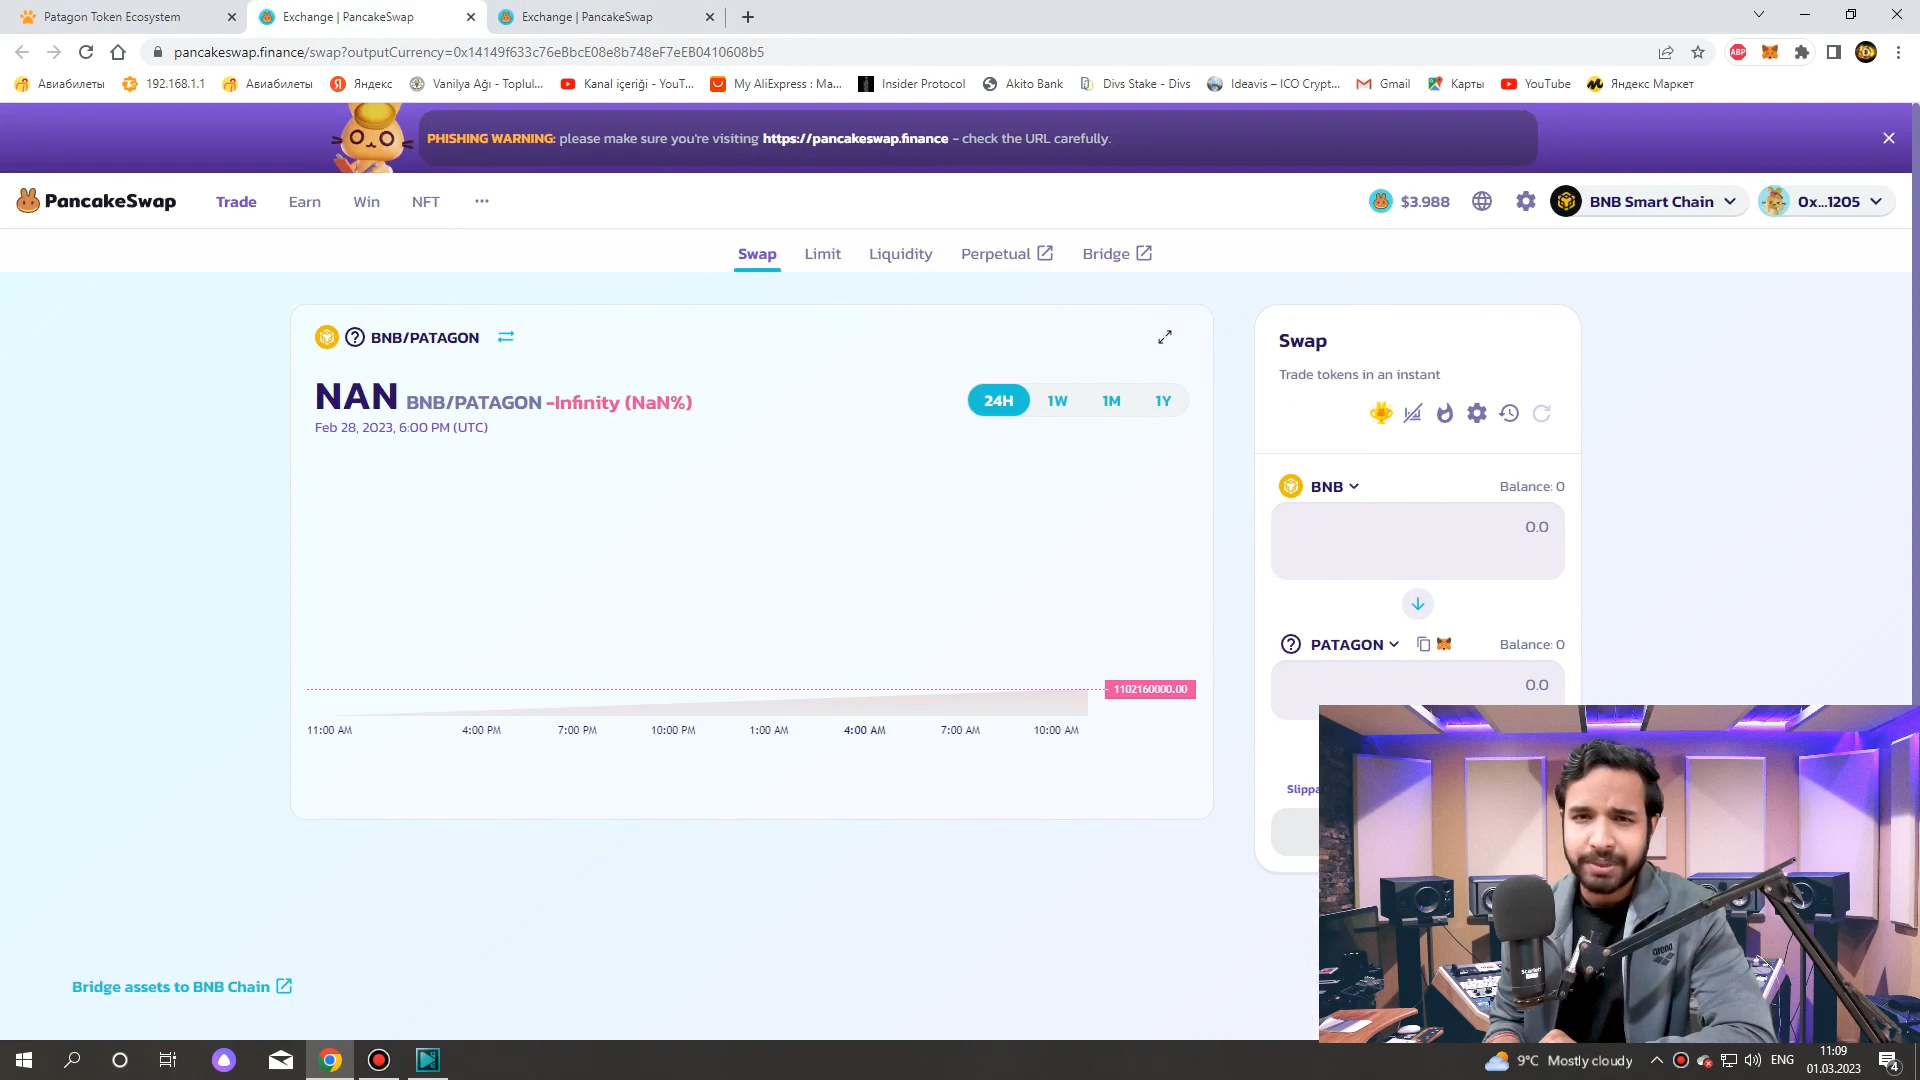 Patagon Token Ecosystem
Exchange | PancakeSwap
Exchange | PancakeSwap
pancakeswap.finance/swap?outputCurrency=0x14149f633c76eBbcE08e8b748eF7eEB0410608b5
ABP
Авиабилеты
192.168.1.1
Авиабилеты
Яндекс
Vanilya Ağı - Toplul...
Kanal içeriği - YouT...
My AliExpress : Ma...
Insider Protocol
Akito Bank
Divs Stake - Divs
Ideavis – ICO Crypt...
Gmail
Карты
YouTube
Яндекс Маркет
PHISHING WARNING: please make sure you're visiting https://pancakeswap.finance - check the URL carefully.
PancakeSwap
Trade
Earn
Win
NFT
$3.988
BNB Smart Chain
0x...1205
Swap
Limit
Liquidity
Perpetual
Bridge
BNB/PATAGON
NAN BNB/PATAGON -Infinity (NaN%)
Feb 28, 2023, 6:00 PM (UTC)
24H
1W
1M
1Y
1102160000.00
11:00 AM
4:00 PM
7:00 PM
10:00 PM
1:00 AM
4:00 AM
7:00 AM
10:00 AM
Swap
Trade tokens in an instant
BNB
Balance: 0
0.0
PATAGON
Balance: 0
0.0
Slippa
arena
Bridge assets to BNB Chain
9°C Mostly cloudy
ENG
11:09
01.03.2023
4